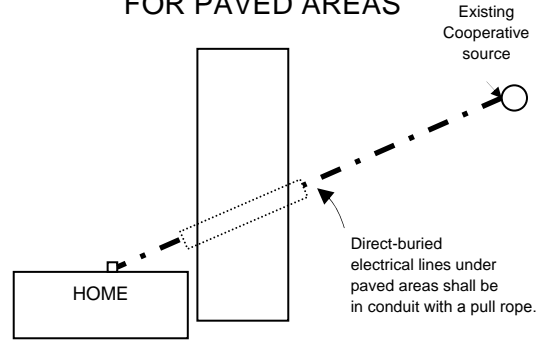 FOR PAVED AREAS
Existing
Cooperative
source
Direct-buried
electrical lines under
paved areas shall be
in conduit with a pull rope.
HOME